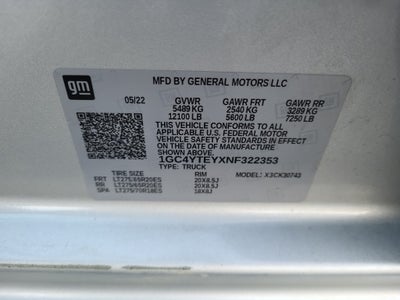 gm
MFD BY GENERAL MOTORS LLC
05/22 GVWR GAWR FRT GAWR RR
5489 KG 2540 KG 3289 KG
12100 LB 5600 LB 7250 LB
THIS VEHICLE CONFORMS TO ALL
APPLICABLE U.S. FEDERAL MOTOR
VEHICLE SAFETY STANDARDS IN EFFECT
ON THE DATE OF MANUFACTURE
SHOWN ABOVE.
1GC4YTEYXNF322353
TYPE: TRUCK
TIRE SIZE RIM MODEL: X3CK30743
FRT LT275/65R20ES 20X8.5J
RR LT275/65R20ES 20X8.5J
SPA LT275/70R18ES 18X8J